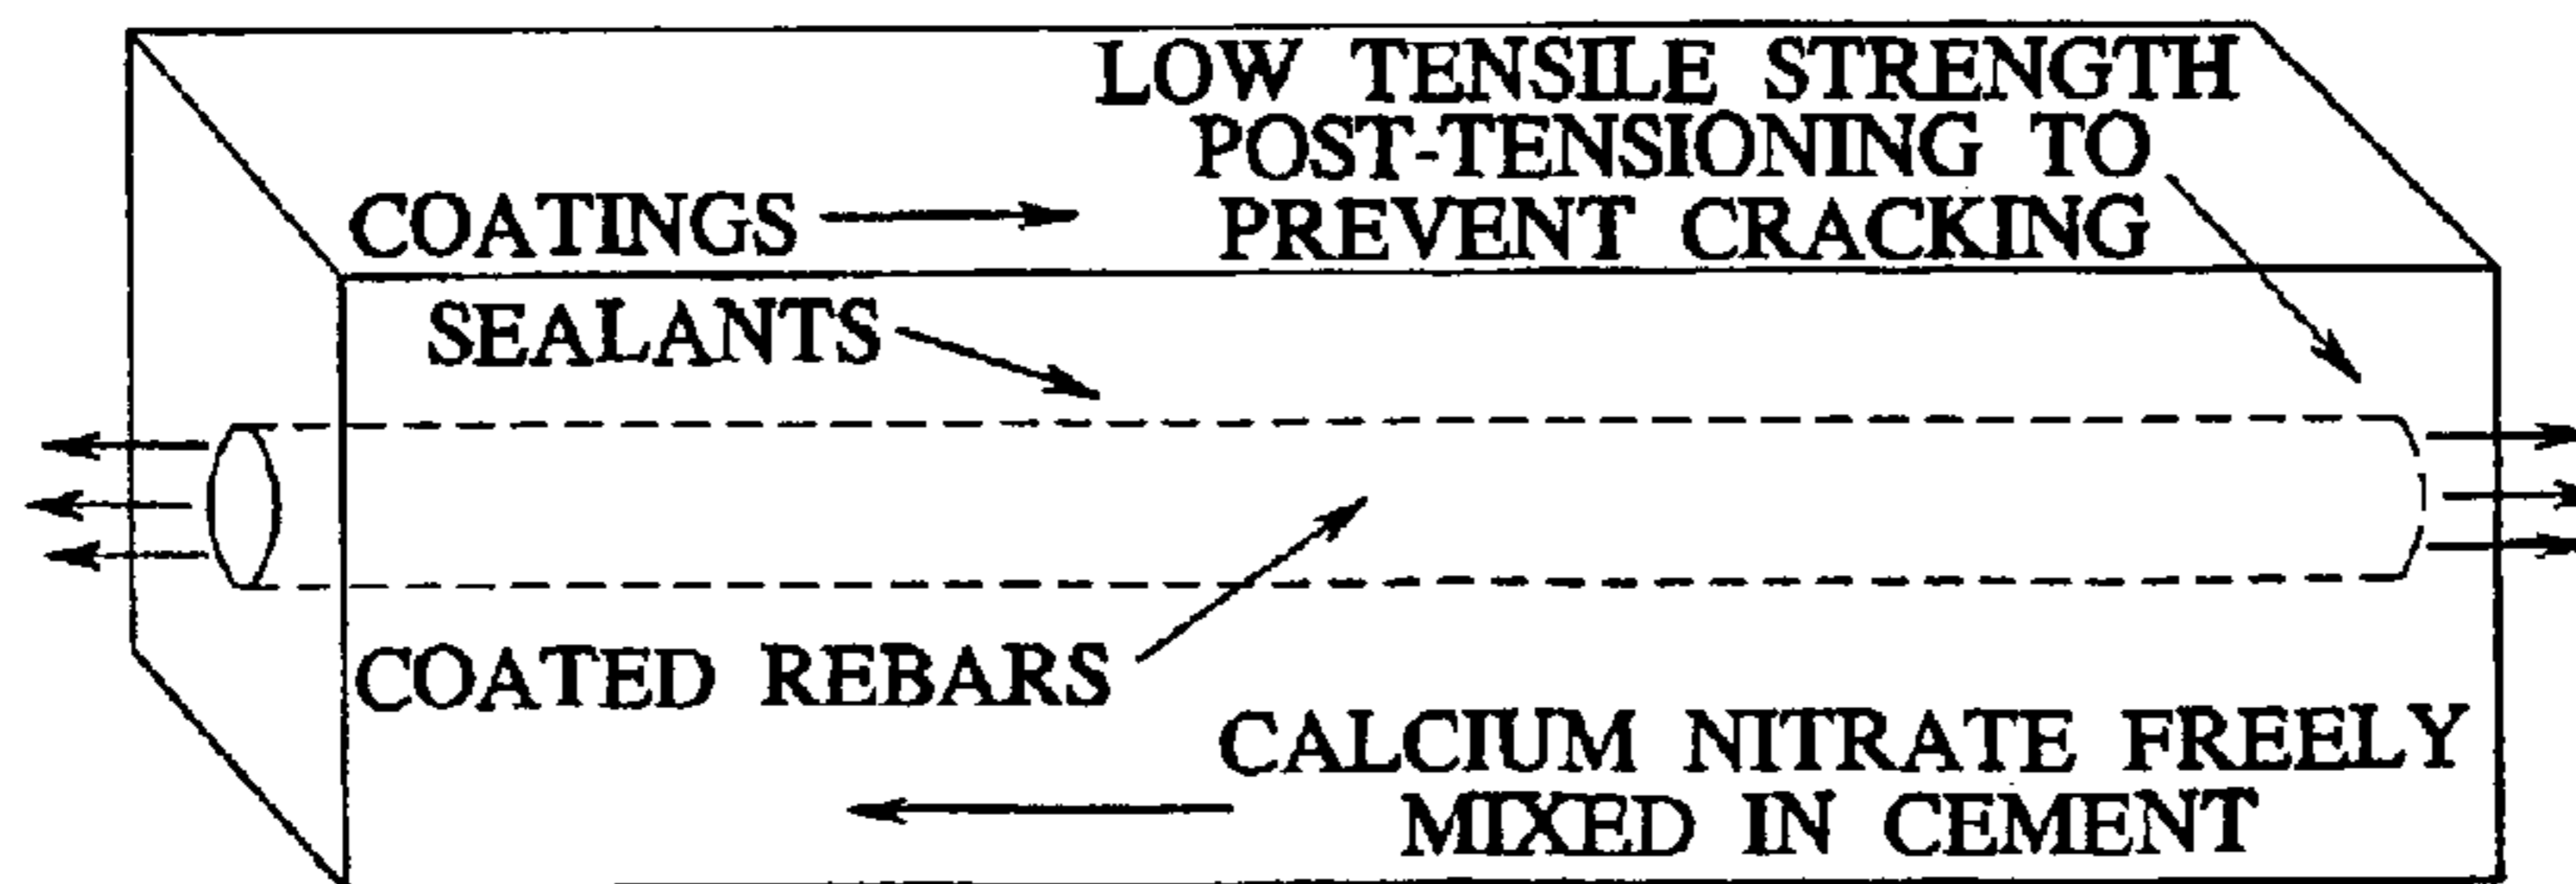 LOW TENSILE STRENGTH
POST-TENSIONING TO
PREVENT CRACKING
COATINGS
SEALANTS
COATED REBARS
CALCIUM NITRATE FREELY
MIXED IN CEMENT